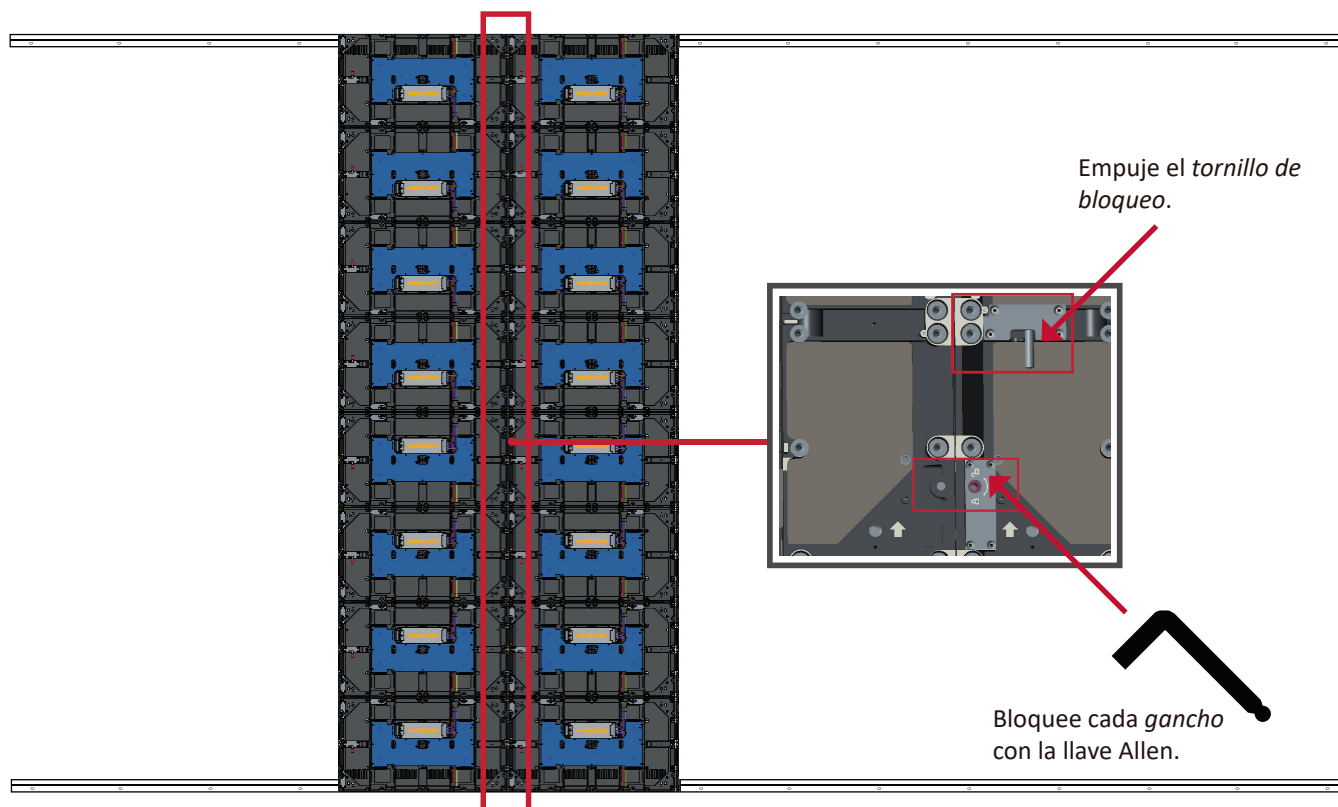 Empuje el tornillo de
bloqueo.
Bloquee cada gancho
con la llave Allen.